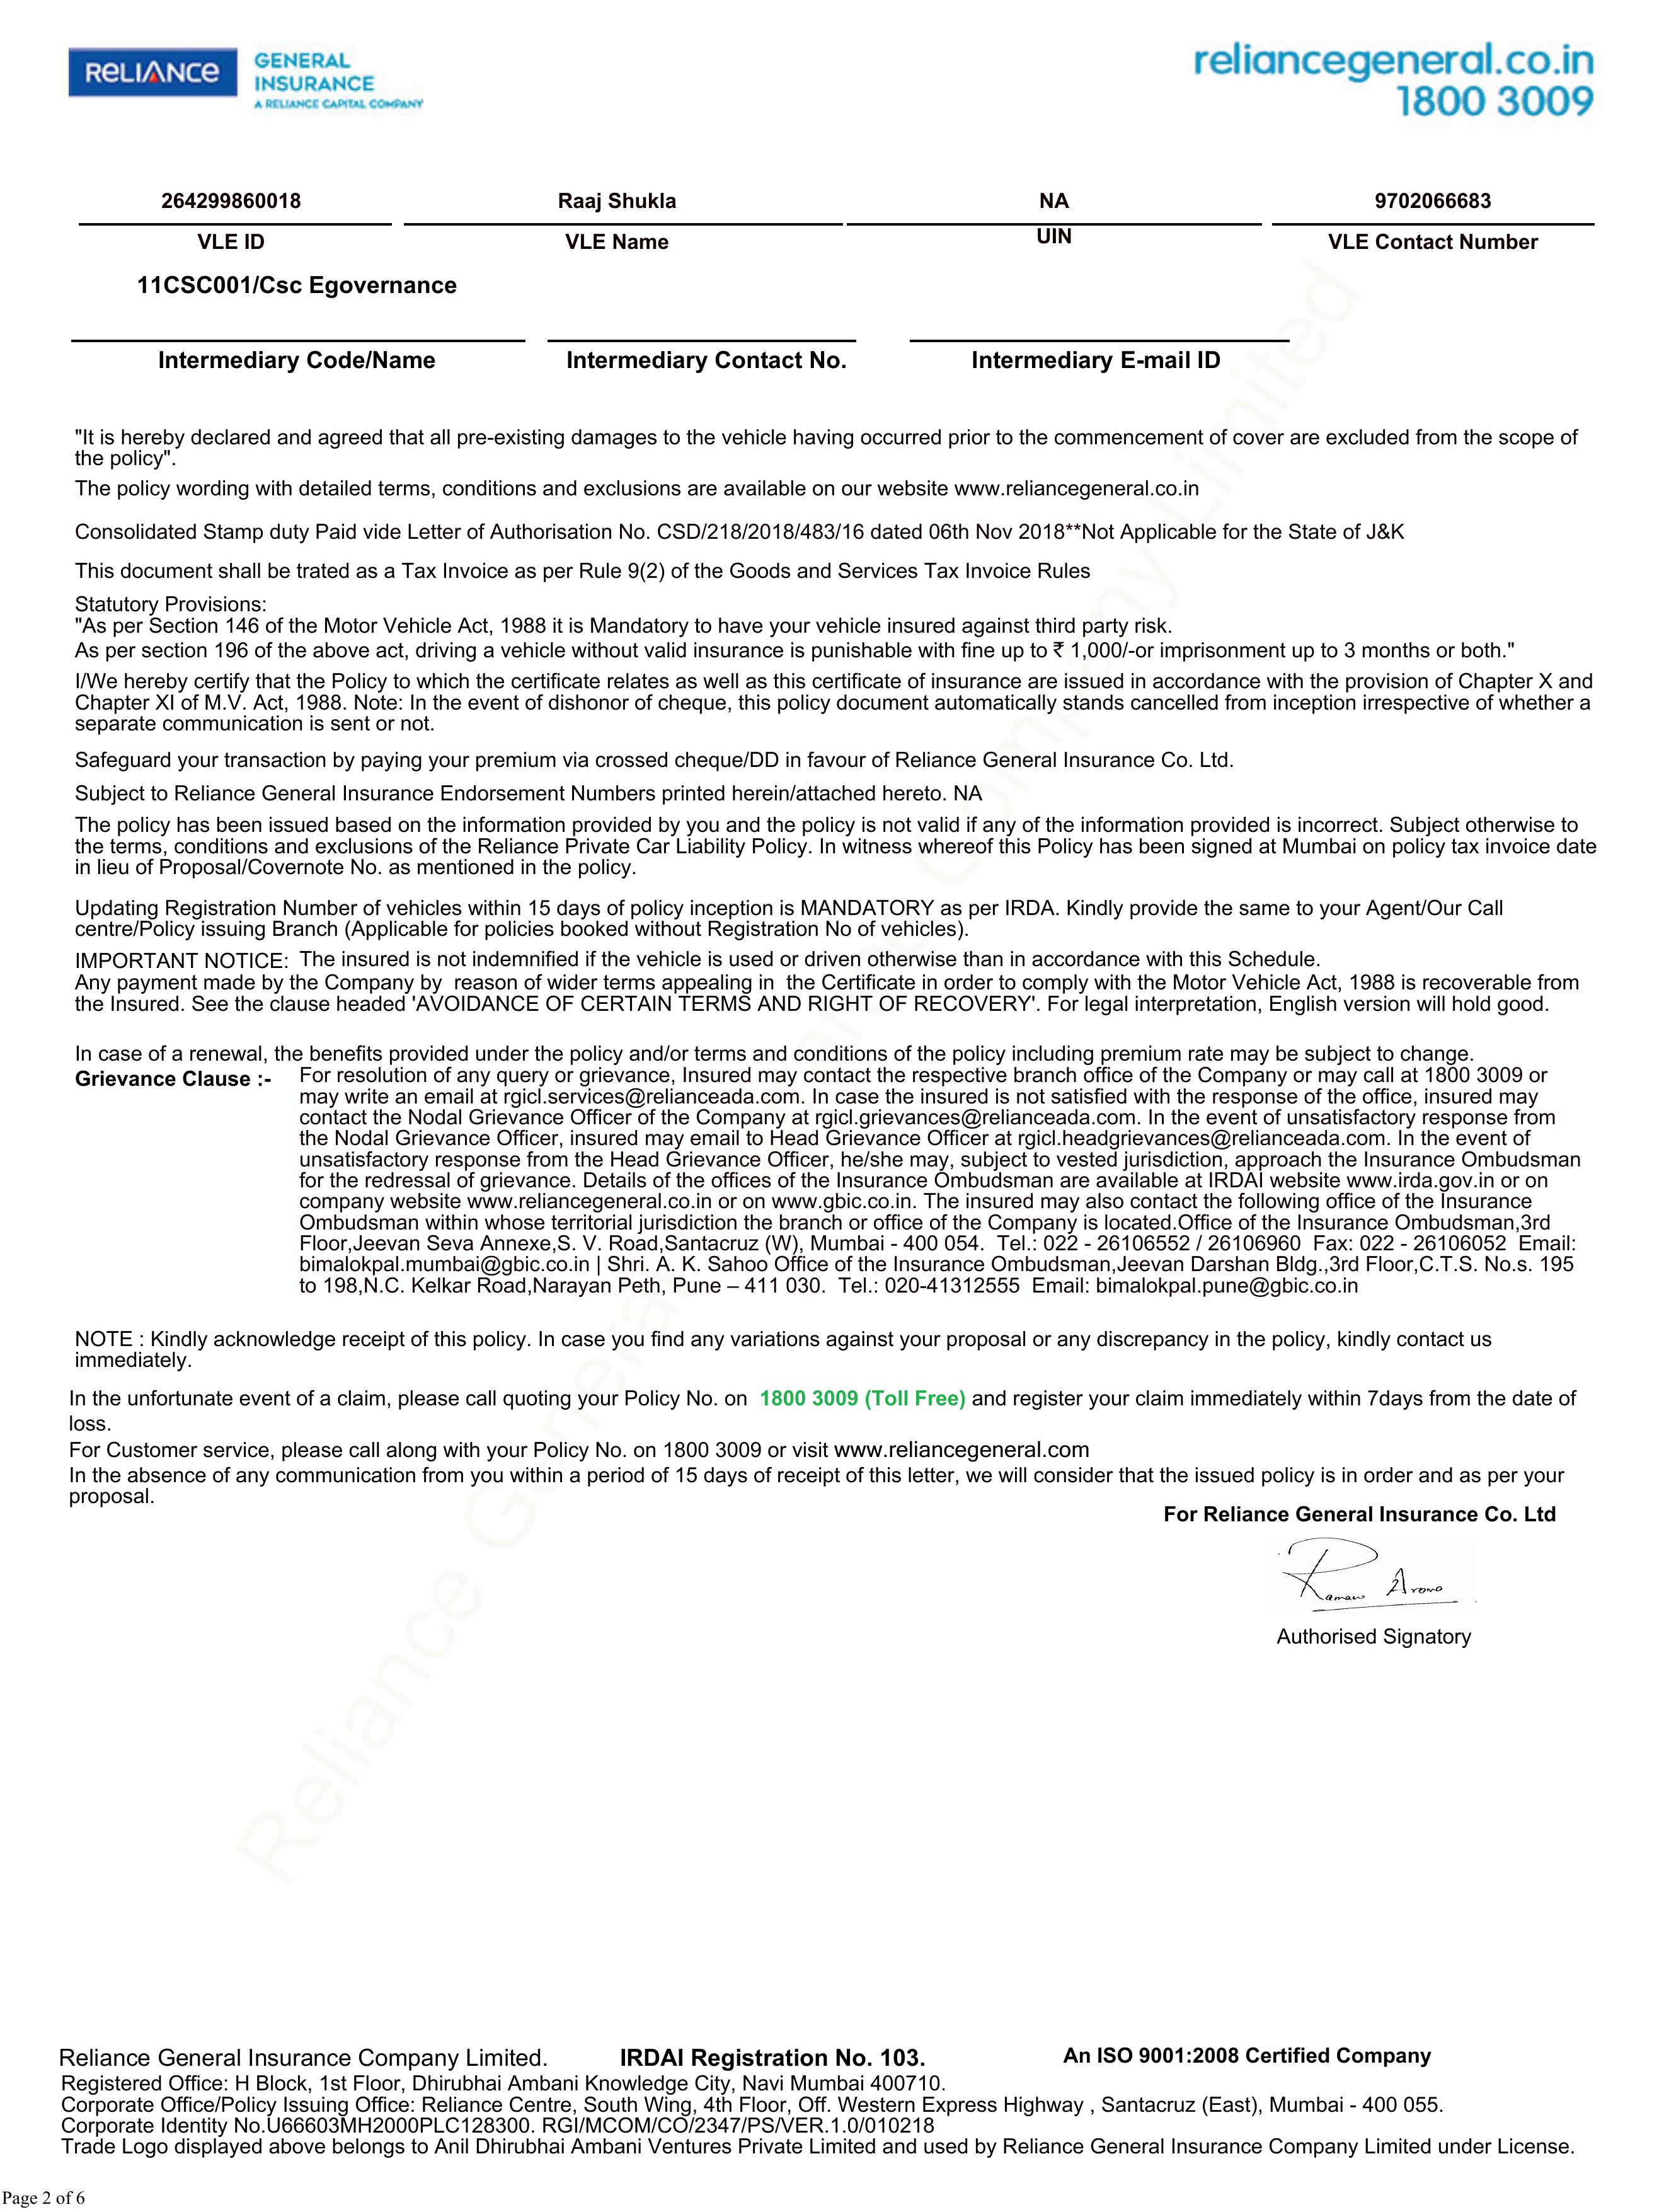 RELIANCE GENERAL
INSURANCE
A RELIANCE CAPITAL COMPANY
reliancegeneral.co.in
1800 3009
264299860018 Raaj Shukla NA 9702066683
VLE ID VLE Name UIN VLE Contact Number
11CSC001/Csc Egovernance
Intermediary Code/Name Intermediary Contact No. Intermediary E-mail ID
"It is hereby declared and agreed that all pre-existing damages to the vehicle having occurred prior to the commencement of cover are excluded from the scope of
the policy".
The policy wording with detailed terms, conditions and exclusions are available on our website www.reliancegeneral.co.in
Consolidated Stamp duty Paid vide Letter of Authorisation No. CSD/218/2018/483/16 dated 06th Nov 2018**Not Applicable for the State of J&K
This document shall be trated as a Tax Invoice as per Rule 9(2) of the Goods and Services Tax Invoice Rules
Statutory Provisions:
"As per Section 146 of the Motor Vehicle Act, 1988 it is Mandatory to have your vehicle insured against third party risk.
As per section 196 of the above act, driving a vehicle without valid insurance is punishable with fine up to ₹ 1,000/-or imprisonment up to 3 months or both."
I/We hereby certify that the Policy to which the certificate relates as well as this certificate of insurance are issued in accordance with the provision of Chapter X and
Chapter XI of M.V. Act, 1988. Note: In the event of dishonor of cheque, this policy document automatically stands cancelled from inception irrespective of whether a
separate communication is sent or not.
Safeguard your transaction by paying your premium via crossed cheque/DD in favour of Reliance General Insurance Co. Ltd.
Subject to Reliance General Insurance Endorsement Numbers printed herein/attached hereto. NA
The policy has been issued based on the information provided by you and the policy is not valid if any of the information provided is incorrect. Subject otherwise to
the terms, conditions and exclusions of the Reliance Private Car Liability Policy. In witness whereof this Policy has been signed at Mumbai on policy tax invoice date
in lieu of Proposal/Covernote No. as mentioned in the policy.
Updating Registration Number of vehicles within 15 days of policy inception is MANDATORY as per IRDA. Kindly provide the same to your Agent/Our Call
centre/Policy issuing Branch (Applicable for policies booked without Registration No of vehicles).
IMPORTANT NOTICE: The insured is not indemnified if the vehicle is used or driven otherwise than in accordance with this Schedule.
Any payment made by the Company by reason of wider terms appealing in the Certificate in order to comply with the Motor Vehicle Act, 1988 is recoverable from
the Insured. See the clause headed 'AVOIDANCE OF CERTAIN TERMS AND RIGHT OF RECOVERY'. For legal interpretation, English version will hold good.
In case of a renewal, the benefits provided under the policy and/or terms and conditions of the policy including premium rate may be subject to change.
Grievance Clause :- For resolution of any query or grievance, Insured may contact the respective branch office of the Company or may call at 1800 3009 or
may write an email at rgicl.services@relianceada.com. In case the insured is not satisfied with the response of the office, insured may
contact the Nodal Grievance Officer of the Company at rgicl.grievances@relianceada.com. In the event of unsatisfactory response from
the Nodal Grievance Officer, insured may email to Head Grievance Officer at rgicl.headgrievances@relianceada.com. In the event of
unsatisfactory response from the Head Grievance Officer, he/she may, subject to vested jurisdiction, approach the Insurance Ombudsman
for the redressal of grievance. Details of the offices of the Insurance Ombudsman are available at IRDAI website www.irda.gov.in or on
company website www.reliancegeneral.co.in or on www.gbic.co.in. The insured may also contact the following office of the Insurance
Ombudsman within whose territorial jurisdiction the branch or office of the Company is located.Office of the Insurance Ombudsman,3rd
Floor,Jeevan Seva Annexe,S. V. Road,Santacruz (W), Mumbai - 400 054. Tel.: 022 - 26106552 / 26106960 Fax: 022 - 26106052 Email:
bimalokpal.mumbai@gbic.co.in | Shri. A. K. Sahoo Office of the Insurance Ombudsman,Jeevan Darshan Bldg.,3rd Floor,C.T.S. No.s. 195
to 198,N.C. Kelkar Road,Narayan Peth, Pune – 411 030. Tel.: 020-41312555 Email: bimalokpal.pune@gbic.co.in
NOTE : Kindly acknowledge receipt of this policy. In case you find any variations against your proposal or any discrepancy in the policy, kindly contact us
immediately.
In the unfortunate event of a claim, please call quoting your Policy No. on 1800 3009 (Toll Free) and register your claim immediately within 7days from the date of
loss.
For Customer service, please call along with your Policy No. on 1800 3009 or visit www.reliancegeneral.com
In the absence of any communication from you within a period of 15 days of receipt of this letter, we will consider that the issued policy is in order and as per your
proposal.
For Reliance General Insurance Co. Ltd
Authorised Signatory
Reliance General Insurance Company Limited. IRDAI Registration No. 103. An ISO 9001:2008 Certified Company
Registered Office: H Block, 1st Floor, Dhirubhai Ambani Knowledge City, Navi Mumbai 400710.
Corporate Office/Policy Issuing Office: Reliance Centre, South Wing, 4th Floor, Off. Western Express Highway , Santacruz (East), Mumbai - 400 055.
Corporate Identity No.U66603MH2000PLC128300. RGI/MCOM/CO/2347/PS/VER.1.0/010218
Trade Logo displayed above belongs to Anil Dhirubhai Ambani Ventures Private Limited and used by Reliance General Insurance Company Limited under License.
Page 2 of 6